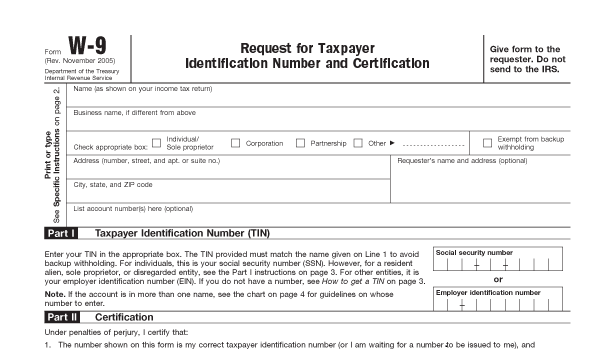 Form W-9
(Rev. November 2005)
Department of the Treasury
Internal Revenue Service
Request for Taxpayer
Identification Number and Certification
Give form to the
requester. Do not
send to the IRS.
Print or type
See Specific Instructions on page 2.
Name (as shown on your income tax return)
Business name, if different from above
Check appropriate box:
Individual/
Sole proprietor
Corporation
Partnership
Other ►
Exempt from backup
withholding
Address (number, street, and apt. or suite no.)
Requester's name and address (optional)
City, state, and ZIP code
List account number(s) here (optional)
Part I Taxpayer Identification Number (TIN)
Enter your TIN in the appropriate box. The TIN provided must match the name given on Line 1 to avoid
backup withholding. For individuals, this is your social security number (SSN). However, for a resident
alien, sole proprietor, or disregarded entity, see the Part I instructions on page 3. For other entities, it is
your employer identification number (EIN). If you do not have a number, see How to get a TIN on page 3.
Note. If the account is in more than one name, see the chart on page 4 for guidelines on whose
number to enter.
Social security number
or
Employer identification number
Part II Certification
Under penalties of perjury, I certify that:
1. The number shown on this form is my correct taxpayer identification number (or I am waiting for a number to be issued to me), and